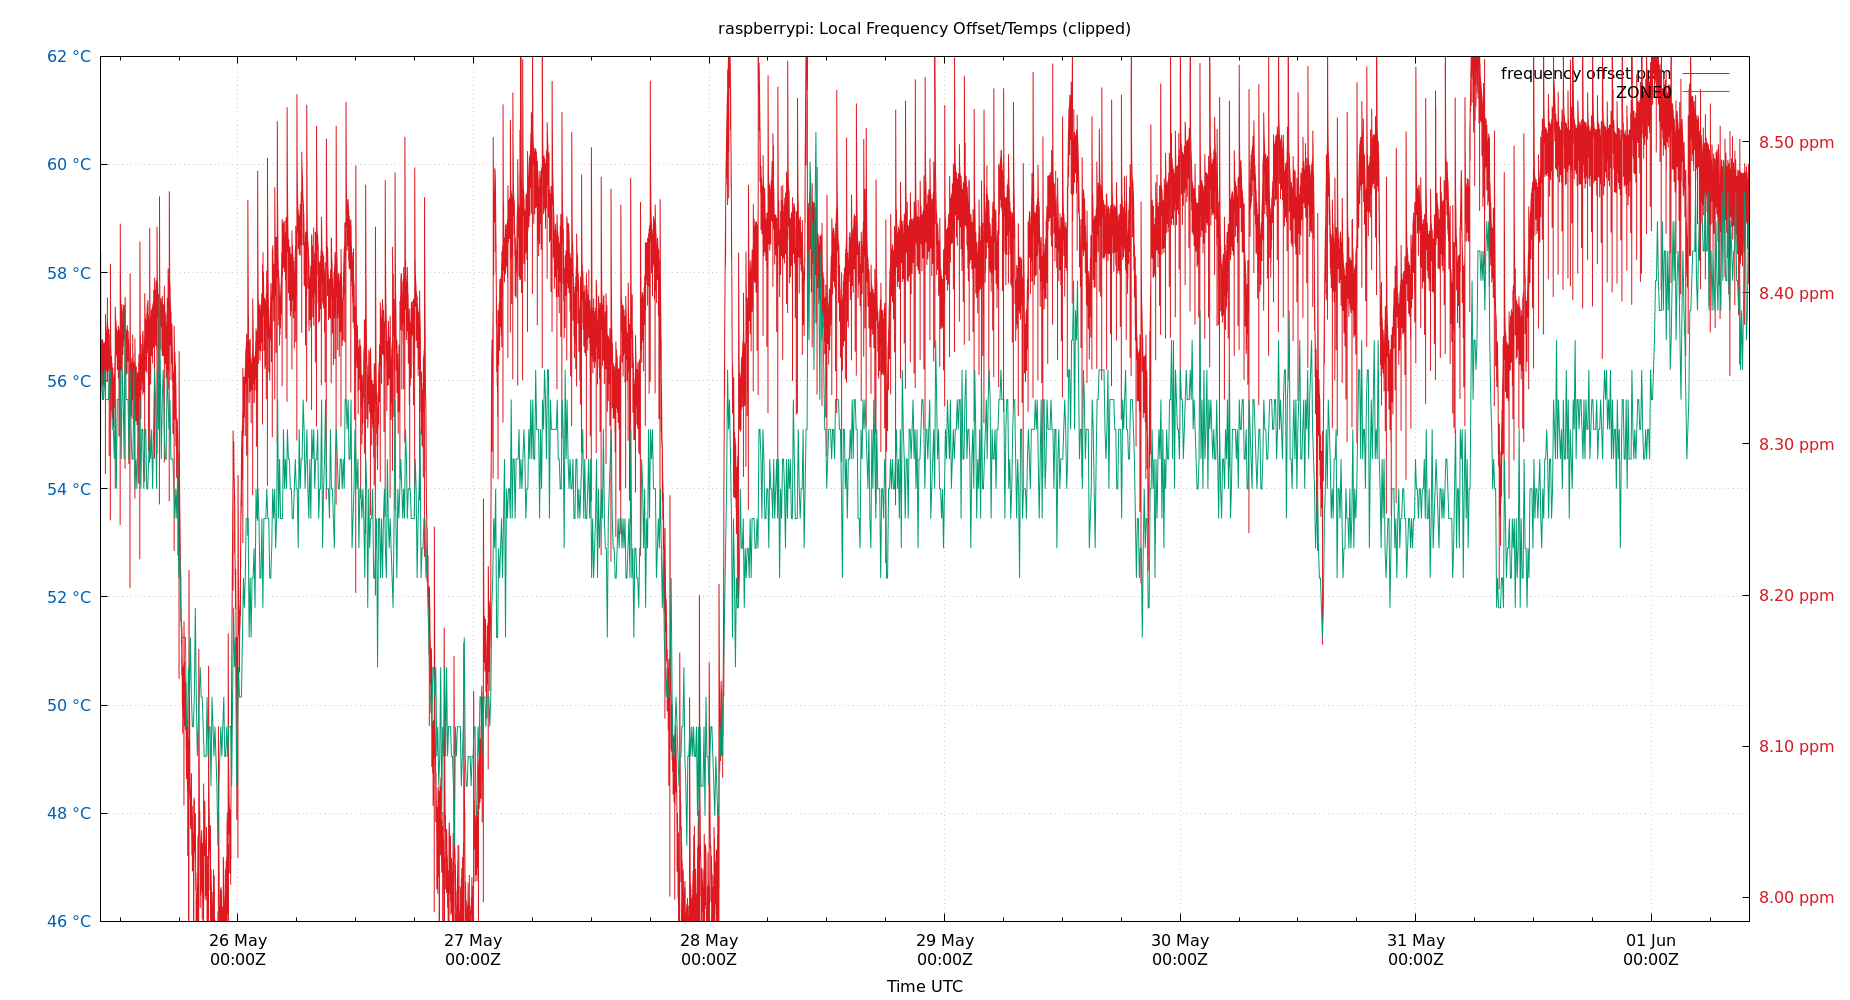 raspberrypi: Local Frequency Offset/Temps (clipped)
62 °C
60 °C
58 °C
56 °C
54 °C
52 °C
50 °C
48 °C
46 °C
frequency offset ppm
ZONE0
8.50 ppm
8.40 ppm
8.30 ppm
8.20 ppm
8.10 ppm
8.00 ppm
26 May 27 May 28 May 29 May 30 May 31 May 01 Jun
00:00Z 00:00Z 00:00Z 00:00Z 00:00Z 00:00Z 00:00Z
Time UTC